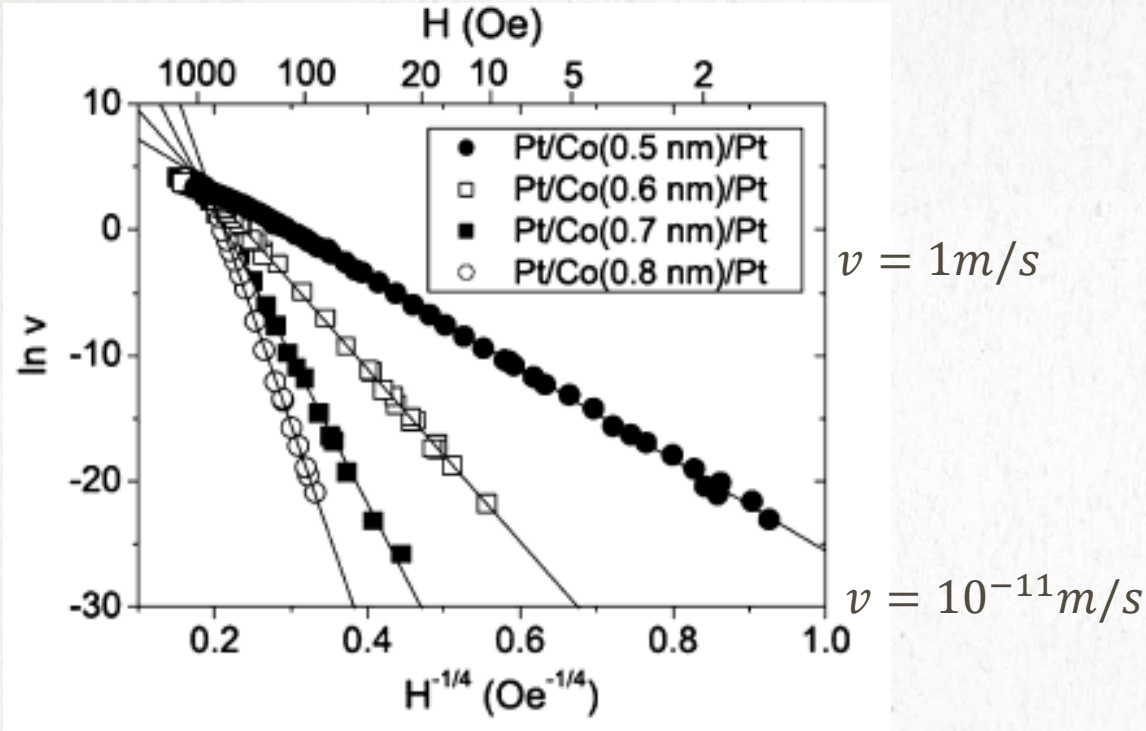 H (Oe)
1000 100 20 10 5 2
10
0
-10
-20
-30
ln v
Pt/Co(0.5 nm)/Pt
Pt/Co(0.6 nm)/Pt
Pt/Co(0.7 nm)/Pt
Pt/Co(0.8 nm)/Pt
v = 1m/s
v = 10⁻¹¹m/s
0.2 0.4 0.6 0.8 1.0
H⁻¹/⁴ (Oe⁻¹/⁴)